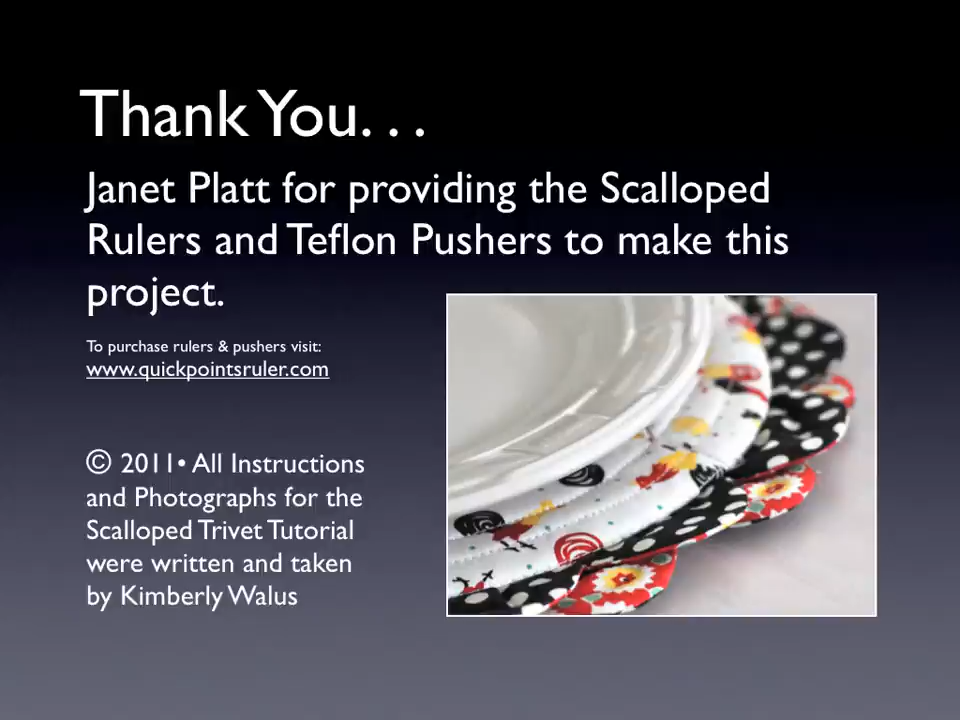 Thank You. . .
Janet Platt for providing the Scalloped
Rulers and Teflon Pushers to make this
project.
To purchase rulers & pushers visit:
www.quickpointsruler.com
© 2011• All Instructions
and Photographs for the
Scalloped Trivet Tutorial
were written and taken
by Kimberly Walus